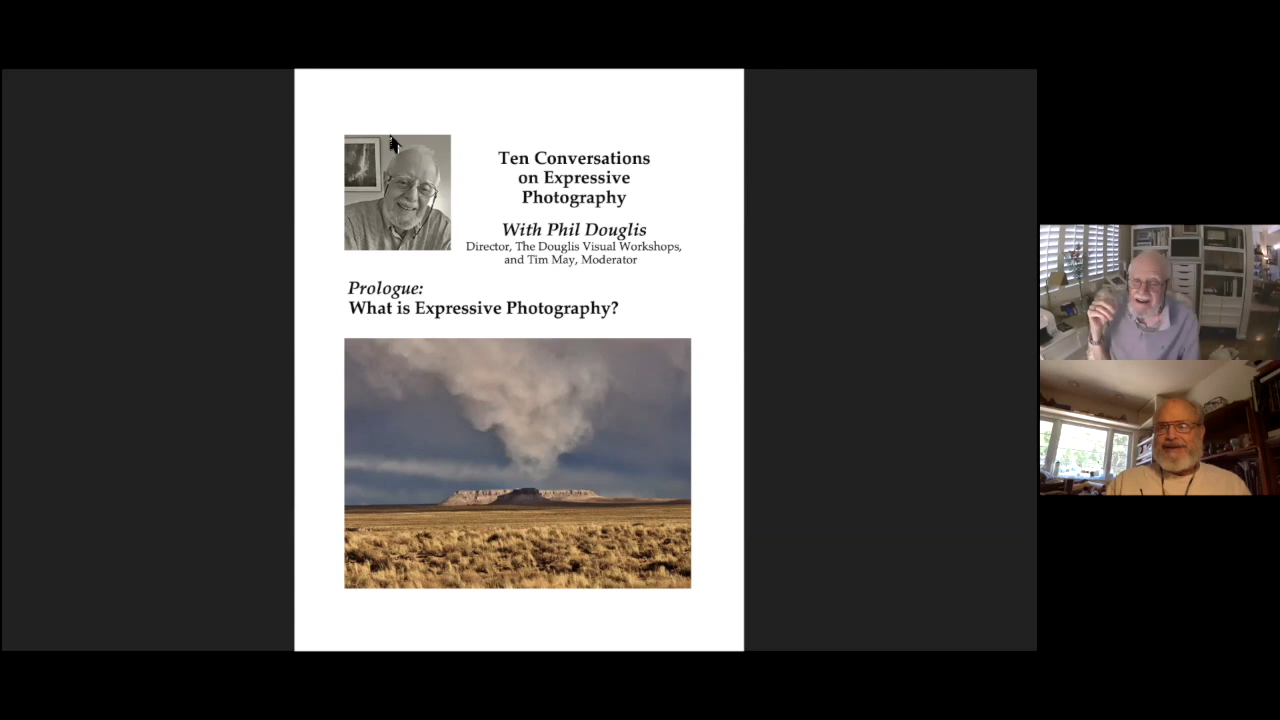 Ten Conversations
on Expressive
Photography
With Phil Douglis
Director, The Douglis Visual Workshops,
and Tim May, Moderator
Prologue:
What is Expressive Photography?